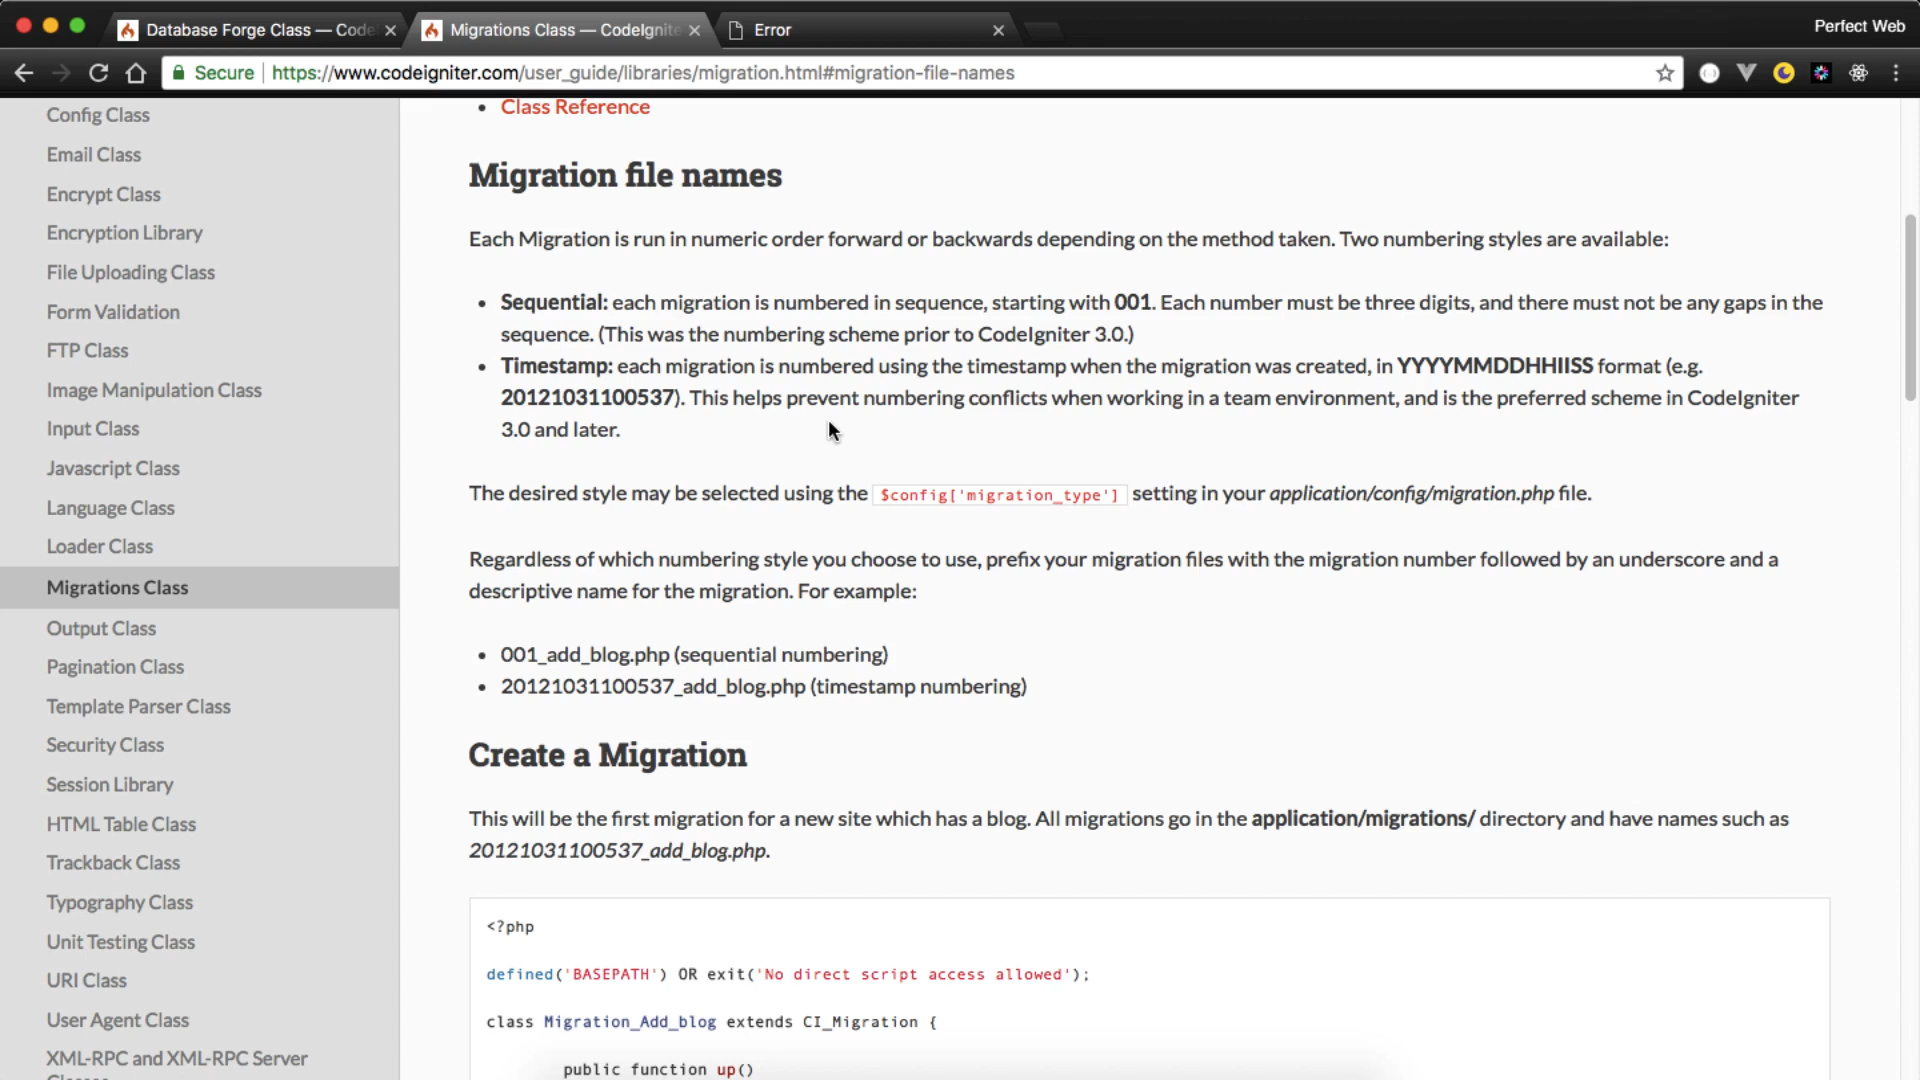 Database Forge Class — Code
Migrations Class — CodeIgnite
Error
Perfect Web
Secure
https://www.codeigniter.com/user_guide/libraries/migration.html#migration-file-names
Config Class
Email Class
Encrypt Class
Encryption Library
File Uploading Class
Form Validation
FTP Class
Image Manipulation Class
Input Class
Javascript Class
Language Class
Loader Class
Migrations Class
Output Class
Pagination Class
Template Parser Class
Security Class
Session Library
HTML Table Class
Trackback Class
Typography Class
Unit Testing Class
URI Class
User Agent Class
XML-RPC and XML-RPC Server
• Class Reference
Migration file names
Each Migration is run in numeric order forward or backwards depending on the method taken. Two numbering styles are available:
• Sequential: each migration is numbered in sequence, starting with 001. Each number must be three digits, and there must not be any gaps in the
sequence. (This was the numbering scheme prior to CodeIgniter 3.0.)
• Timestamp: each migration is numbered using the timestamp when the migration was created, in YYYYMMDDHHIISS format (e.g.
20121031100537). This helps prevent numbering conflicts when working in a team environment, and is the preferred scheme in CodeIgniter
3.0 and later.
The desired style may be selected using the $config['migration_type'] setting in your application/config/migration.php file.
Regardless of which numbering style you choose to use, prefix your migration files with the migration number followed by an underscore and a
descriptive name for the migration. For example:
• 001_add_blog.php (sequential numbering)
• 20121031100537_add_blog.php (timestamp numbering)
Create a Migration
This will be the first migration for a new site which has a blog. All migrations go in the application/migrations/ directory and have names such as
20121031100537_add_blog.php.
<?php
defined('BASEPATH') OR exit('No direct script access allowed');
class Migration_Add_blog extends CI_Migration {
public function up()